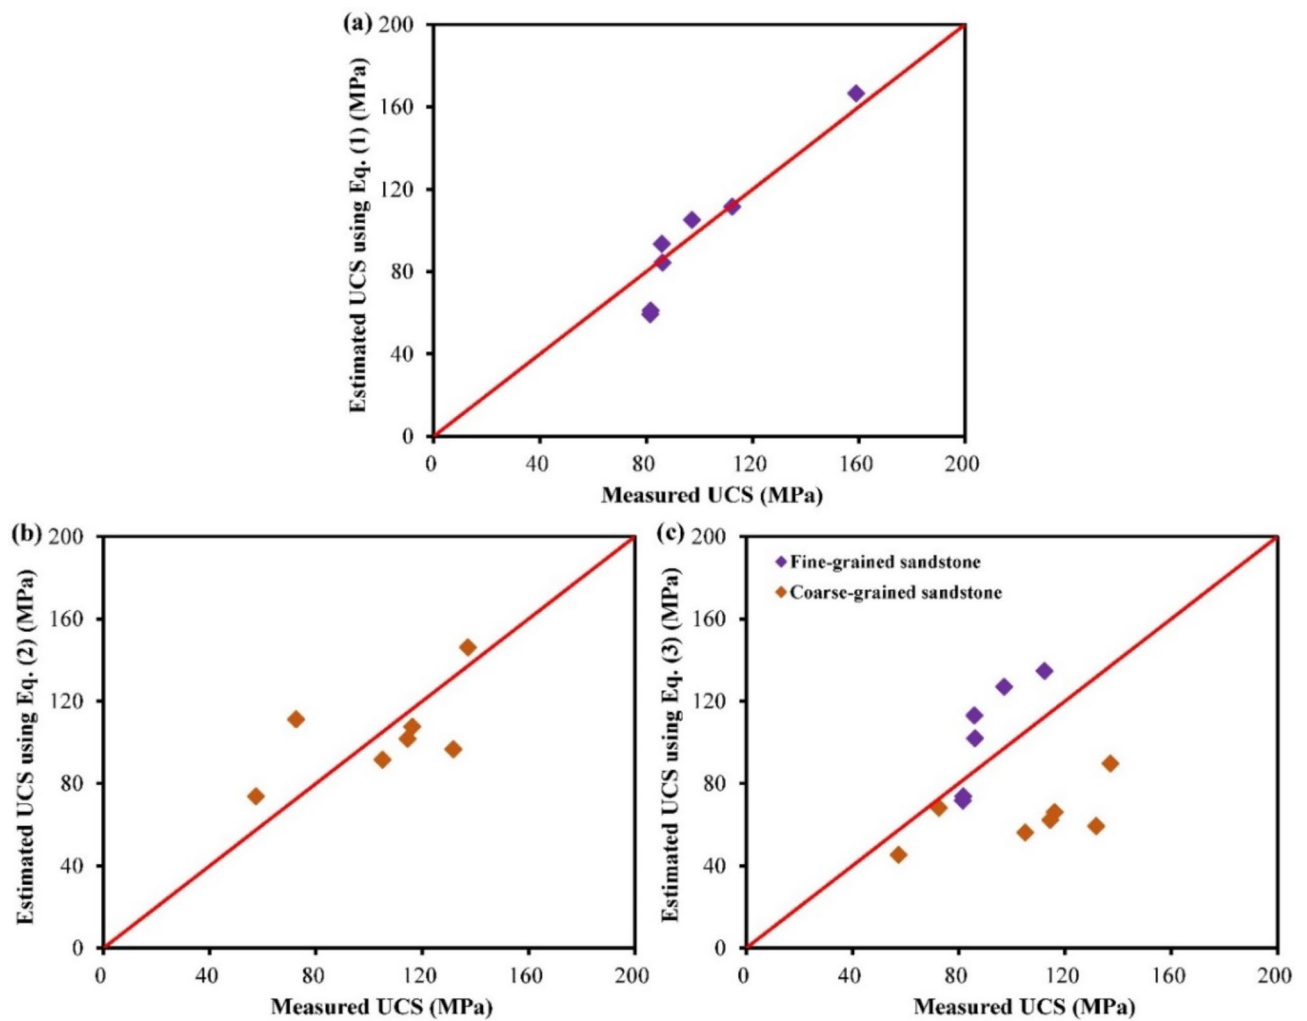 (a)
200
160
120
80
40
0
Estimated UCS using Eq. (1) (MPa)
0 40 80 120 160 200
Measured UCS (MPa)
(b)
200
160
120
80
40
0
Estimated UCS using Eq. (2) (MPa)
0 40 80 120 160 200
Measured UCS (MPa)
(c)
200
160
120
80
40
0
Estimated UCS using Eq. (3) (MPa)
Fine-grained sandstone
Coarse-grained sandstone
0 40 80 120 160 200
Measured UCS (MPa)